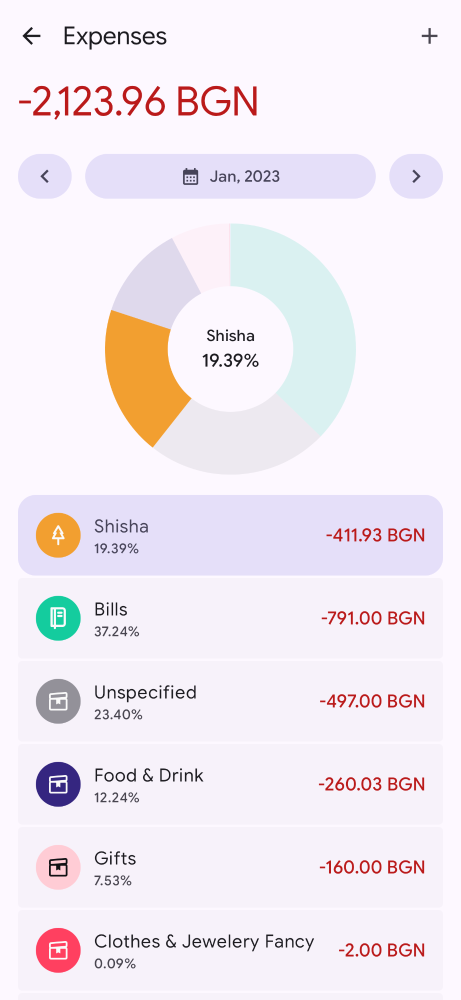 Expenses
-2,123.96 BGN
Jan, 2023
Shisha
19.39%
Shisha
19.39%
-411.93 BGN
Bills
37.24%
-791.00 BGN
Unspecified
23.40%
-497.00 BGN
Food & Drink
12.24%
-260.03 BGN
Gifts
7.53%
-160.00 BGN
Clothes & Jewelery Fancy
0.09%
-2.00 BGN